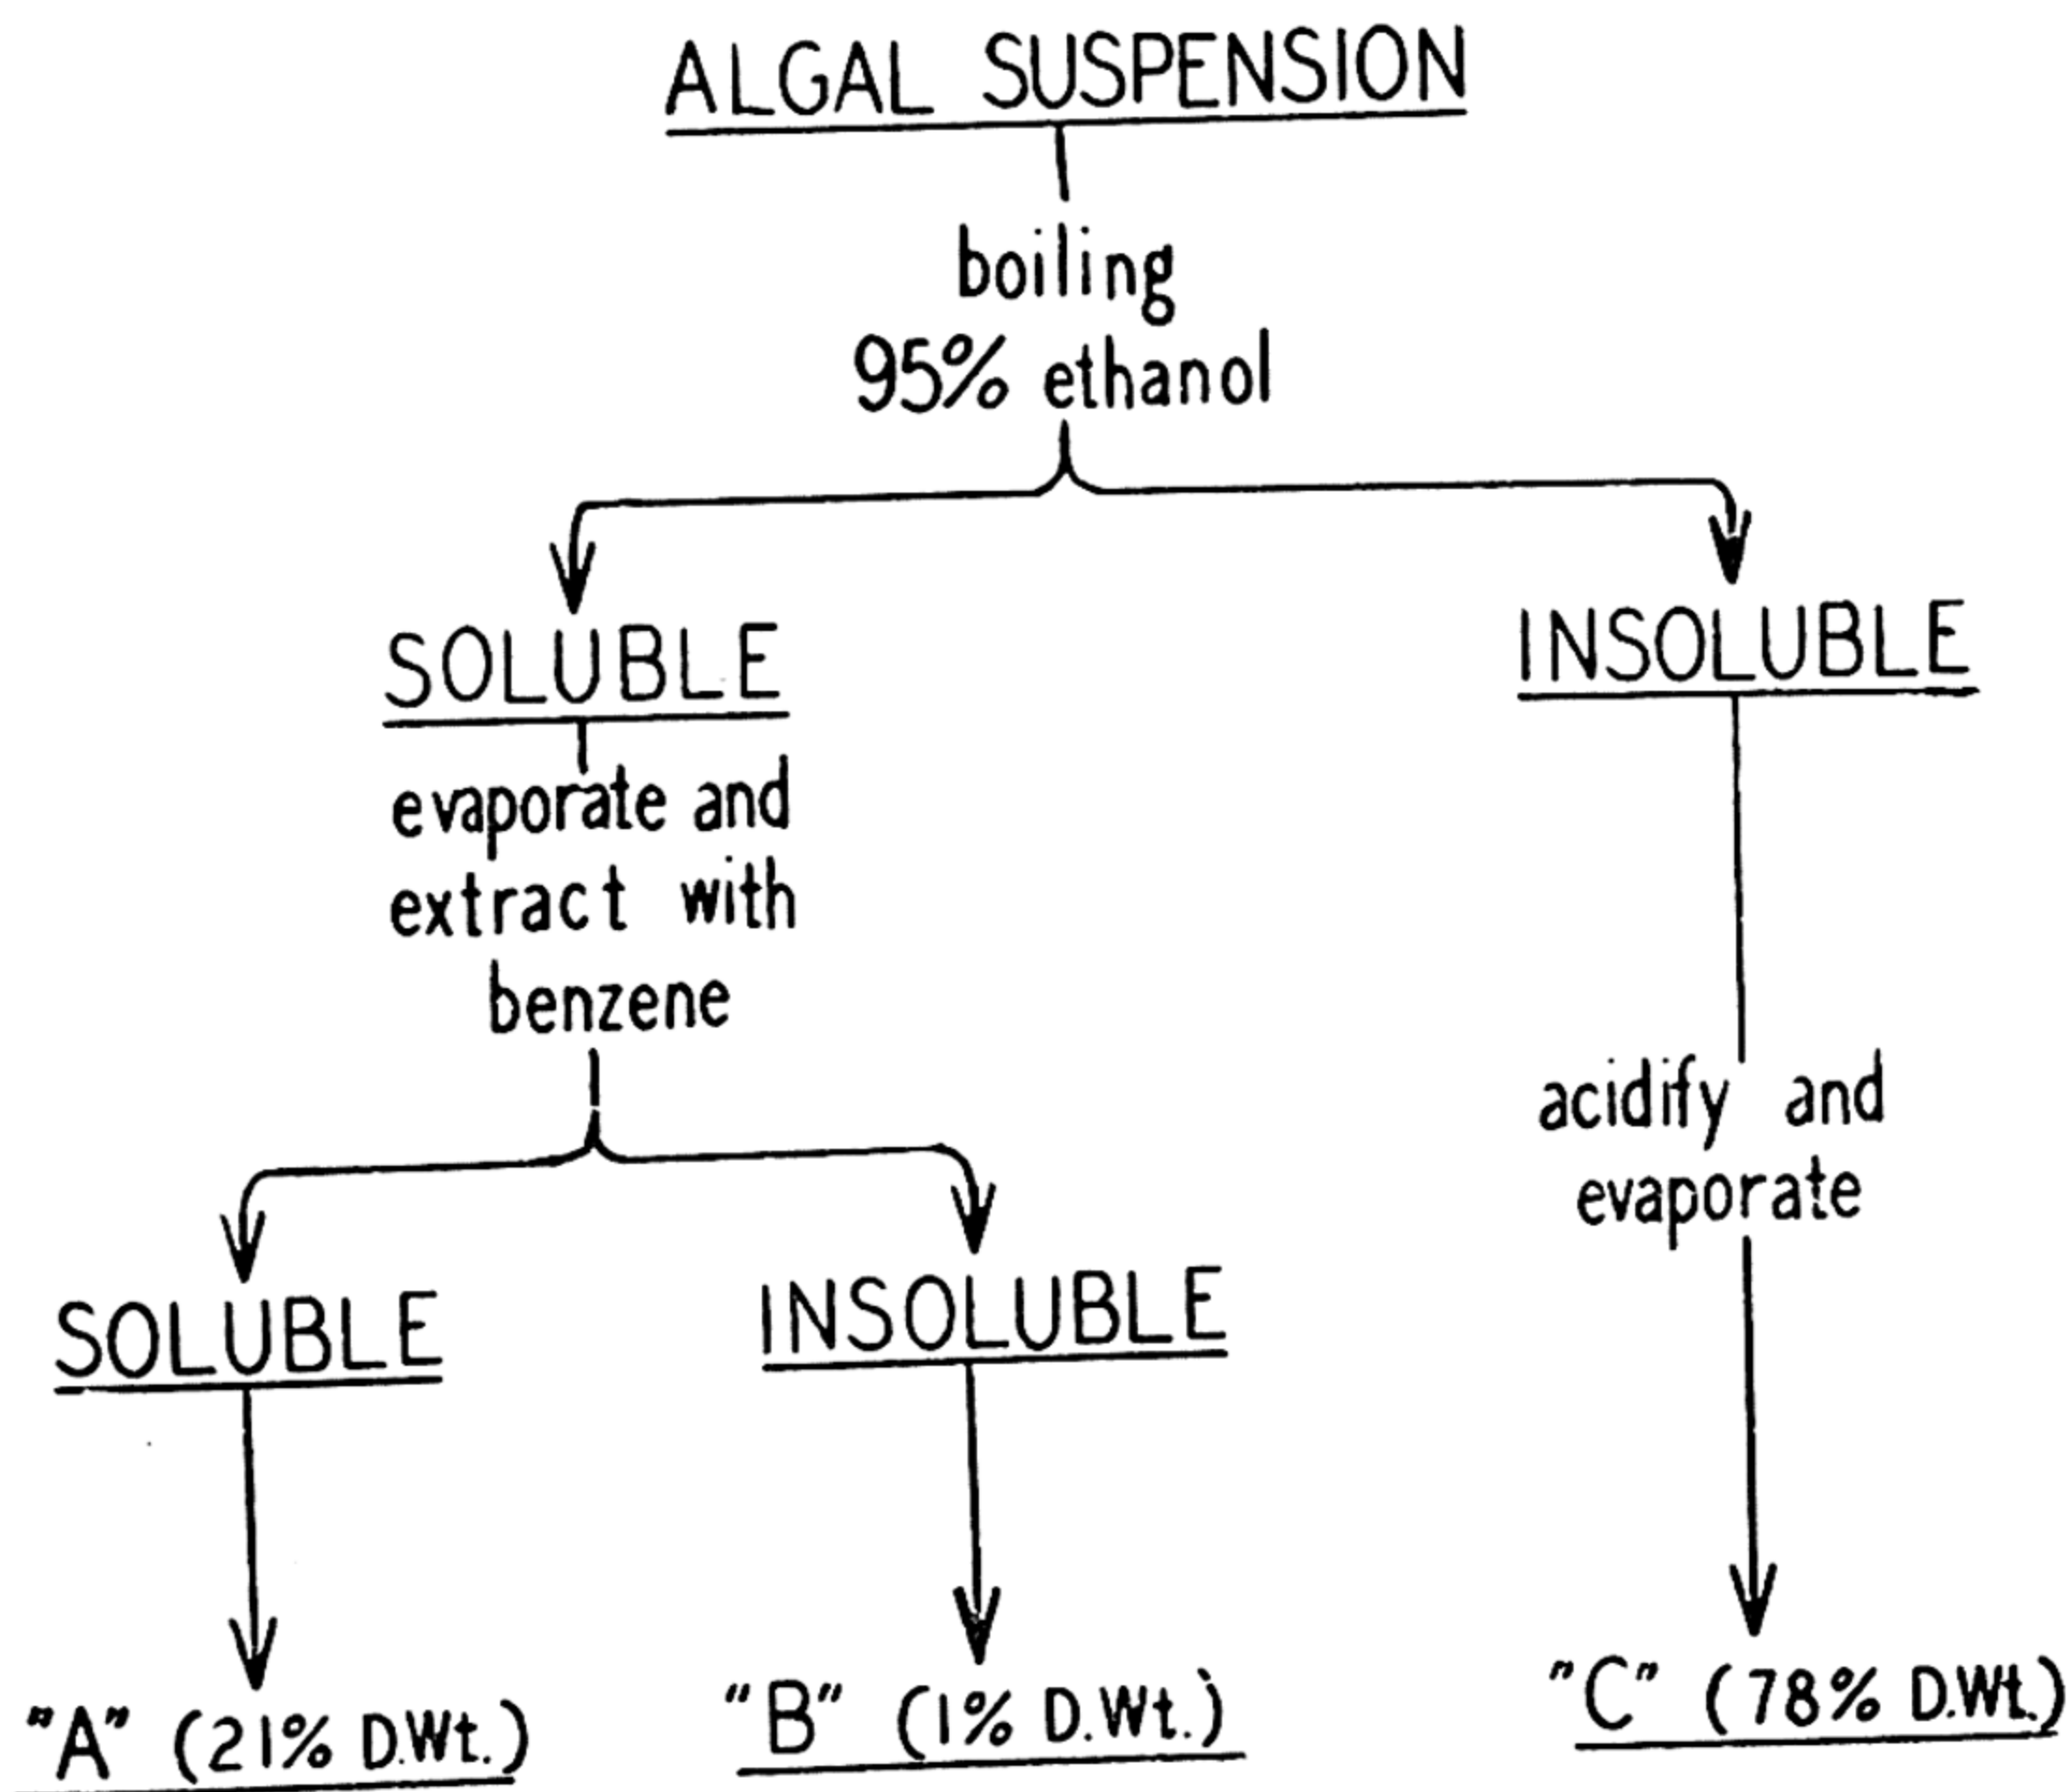 ALGAL SUSPENSION
boiling
95% ethanol
SOLUBLE
INSOLUBLE
evaporate and
extract with
benzene
acidify and
evaporate
SOLUBLE
INSOLUBLE
"A" (21% D.Wt.)
"B" (1% D.Wt.)
"C" (78% D.Wt.)